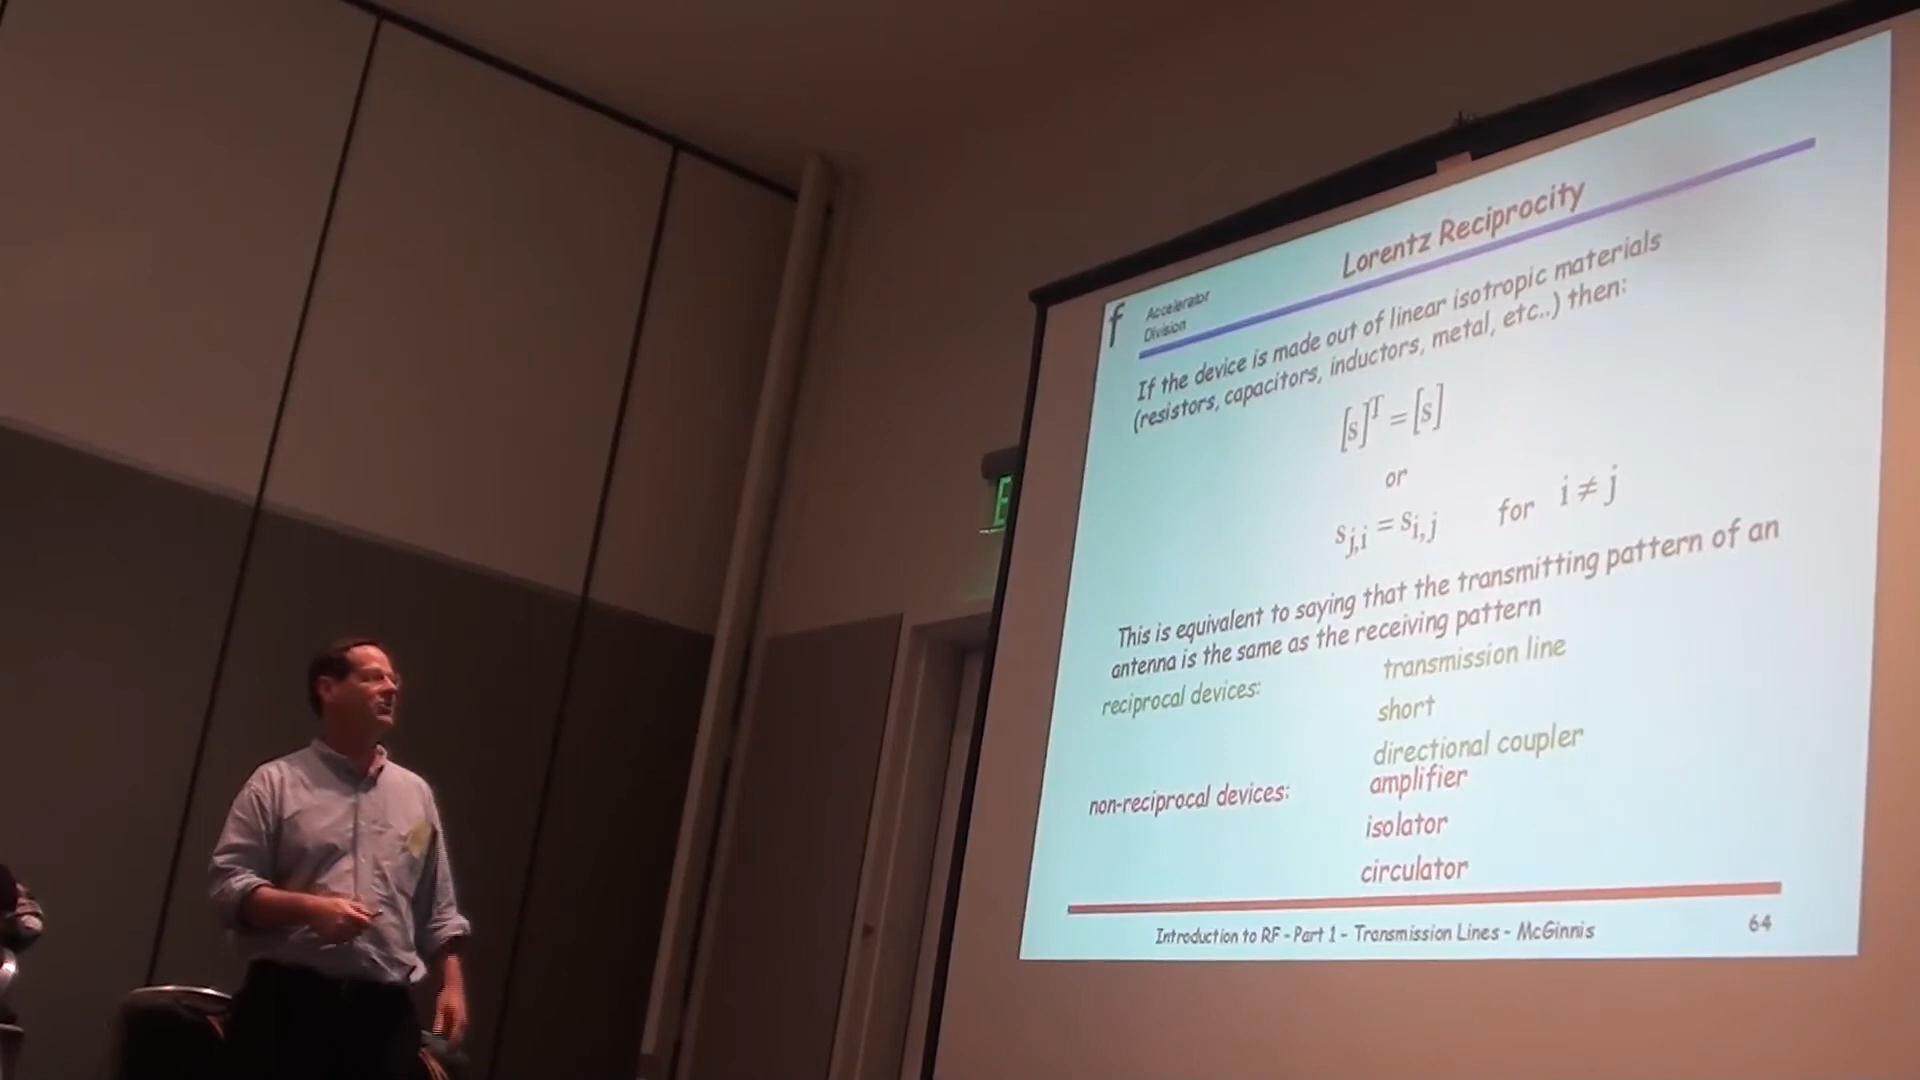 Lorentz Reciprocity
f Accelerator
Division
If the device is made out of linear isotropic materials
(resistors, capacitors, inductors, metal, etc..) then:
[s]ᵀ = [s]
or
s_{j,i} = s_{i,j} for i ≠ j
This is equivalent to saying that the transmitting pattern of an
antenna is the same as the receiving pattern
reciprocal devices: transmission line
short
directional coupler
non-reciprocal devices: amplifier
isolator
circulator
Introduction to RF - Part 1 - Transmission Lines - McGinnis 64
E